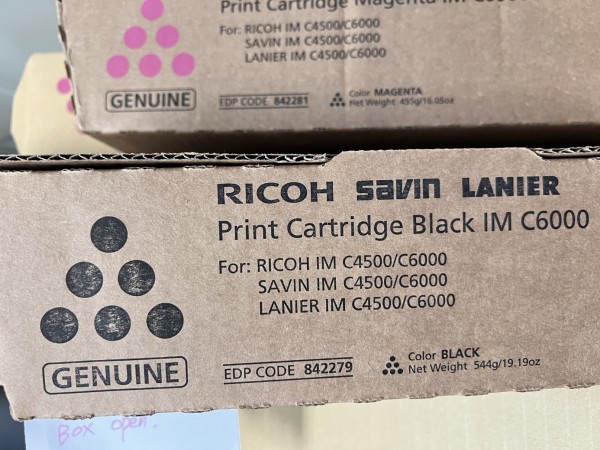 Print Cartridge Magenta IM
For: RICOH IM C4500/C6000
SAVIN IM C4500/C6000
LANIER IM C4500/C6000
GENUINE
EDP CODE 842281
Color MAGENTA
Net Weight 455g/16.05oz
RICOH SAVIN LANIER
Print Cartridge Black IM C6000
For: RICOH IM C4500/C6000
SAVIN IM C4500/C6000
LANIER IM C4500/C6000
GENUINE
EDP CODE 842279
Color BLACK
Net Weight 544g/19.19oz
Box open.